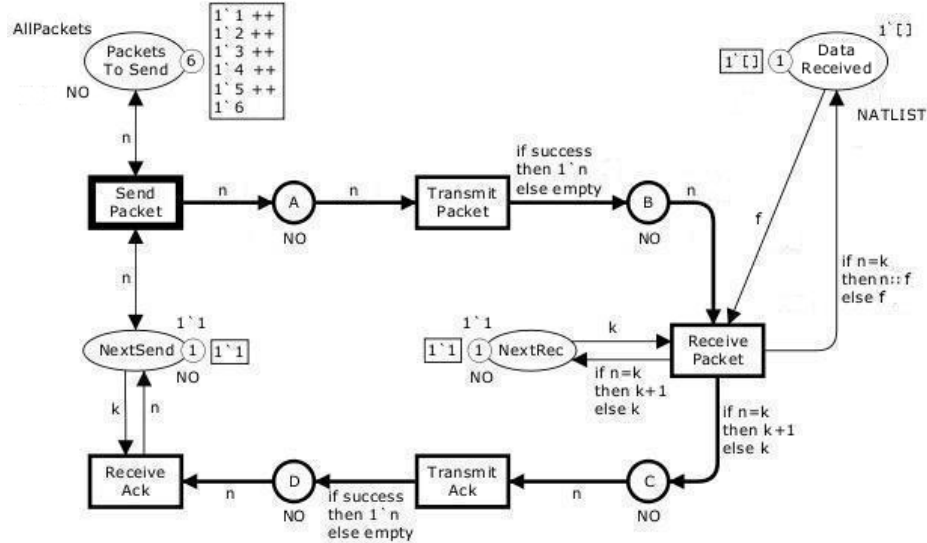 AllPackets
Packets
To Send
6
1`1 ++
1`2 ++
1`3 ++
1`4 ++
1`5 ++
1`6
NO
1`[]
1`[]
1
Data
Received
NATLIST
n
Send
Packet
n
A
NO
n
Transmit
Packet
if success
then 1`n
else empty
B
NO
n
f
if n=k
then n::f
else f
n
1`1
NextSend
1
1`1
NO
1`1
1`1
1
NextRec
NO
k
if n=k
then k+1
else k
Receive
Packet
if n=k
then k+1
else k
k
n
Receive
Ack
n
D
NO
if success
then 1`n
else empty
Transmit
Ack
n
C
NO